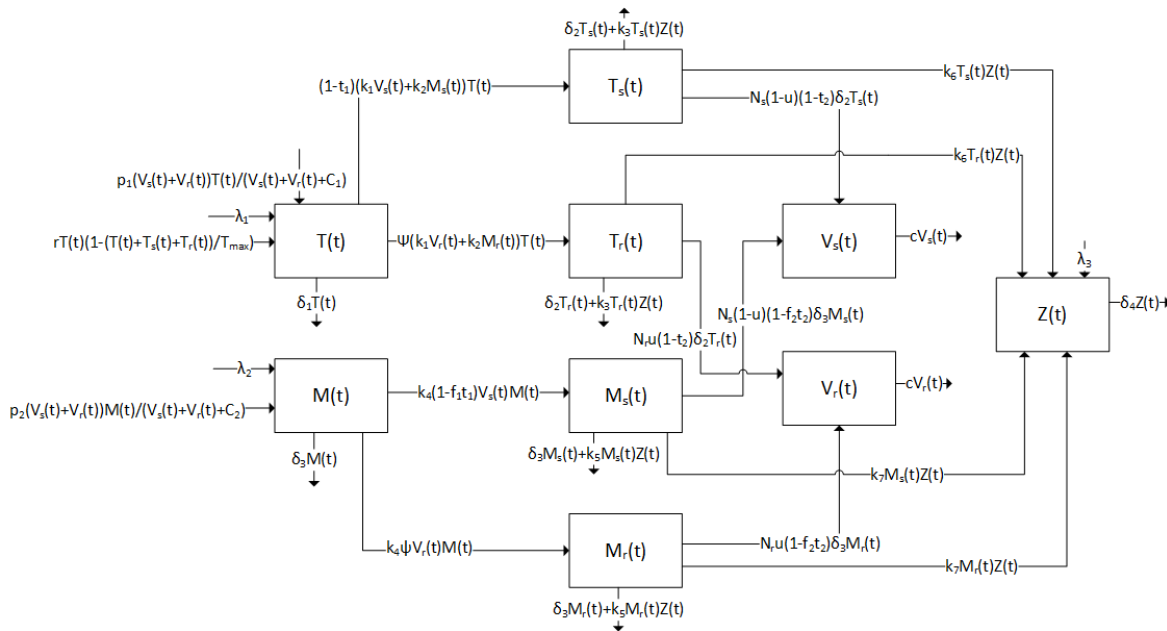 δ₂Tₛ(t)+k₃Tₛ(t)Z(t)
Tₛ(t)
(1-t₁)(k₁Vₛ(t)+k₂Mₛ(t))T(t)
k₆Tₛ(t)Z(t)
Nₛ(1-u)(1-t₂)δ₂Tₛ(t)
k₆Tᵣ(t)Z(t)
p₁(Vₛ(t)+Vᵣ(t))T(t)/(Vₛ(t)+Vᵣ(t)+C₁)
λ₁
rT(t)(1-(T(t)+Tₛ(t)+Tᵣ(t))/Tₘₐₓ)
T(t)
Ψ(k₁Vᵣ(t)+k₂Mᵣ(t))T(t)
Tᵣ(t)
Vₛ(t)
cVₛ(t)
λ₃
δ₁T(t)
δ₂Tᵣ(t)+k₃Tᵣ(t)Z(t)
Z(t)
δ₄Z(t)
Nₛ(1-u)(1-f₂t₂)δ₃Mₛ(t)
Nᵣu(1-t₂)δ₂Tᵣ(t)
λ₂
p₂(Vₛ(t)+Vᵣ(t))M(t)/(Vₛ(t)+Vᵣ(t)+C₂)
M(t)
k₄(1-f₁t₁)Vₛ(t)M(t)
Mₛ(t)
Vᵣ(t)
cVᵣ(t)
δ₃M(t)
δ₃Mₛ(t)+k₅Mₛ(t)Z(t)
k₇Mₛ(t)Z(t)
k₄ψVᵣ(t)M(t)
Mᵣ(t)
Nᵣu(1-f₂t₂)δ₃Mᵣ(t)
k₇Mᵣ(t)Z(t)
δ₃Mᵣ(t)+k₅Mᵣ(t)Z(t)